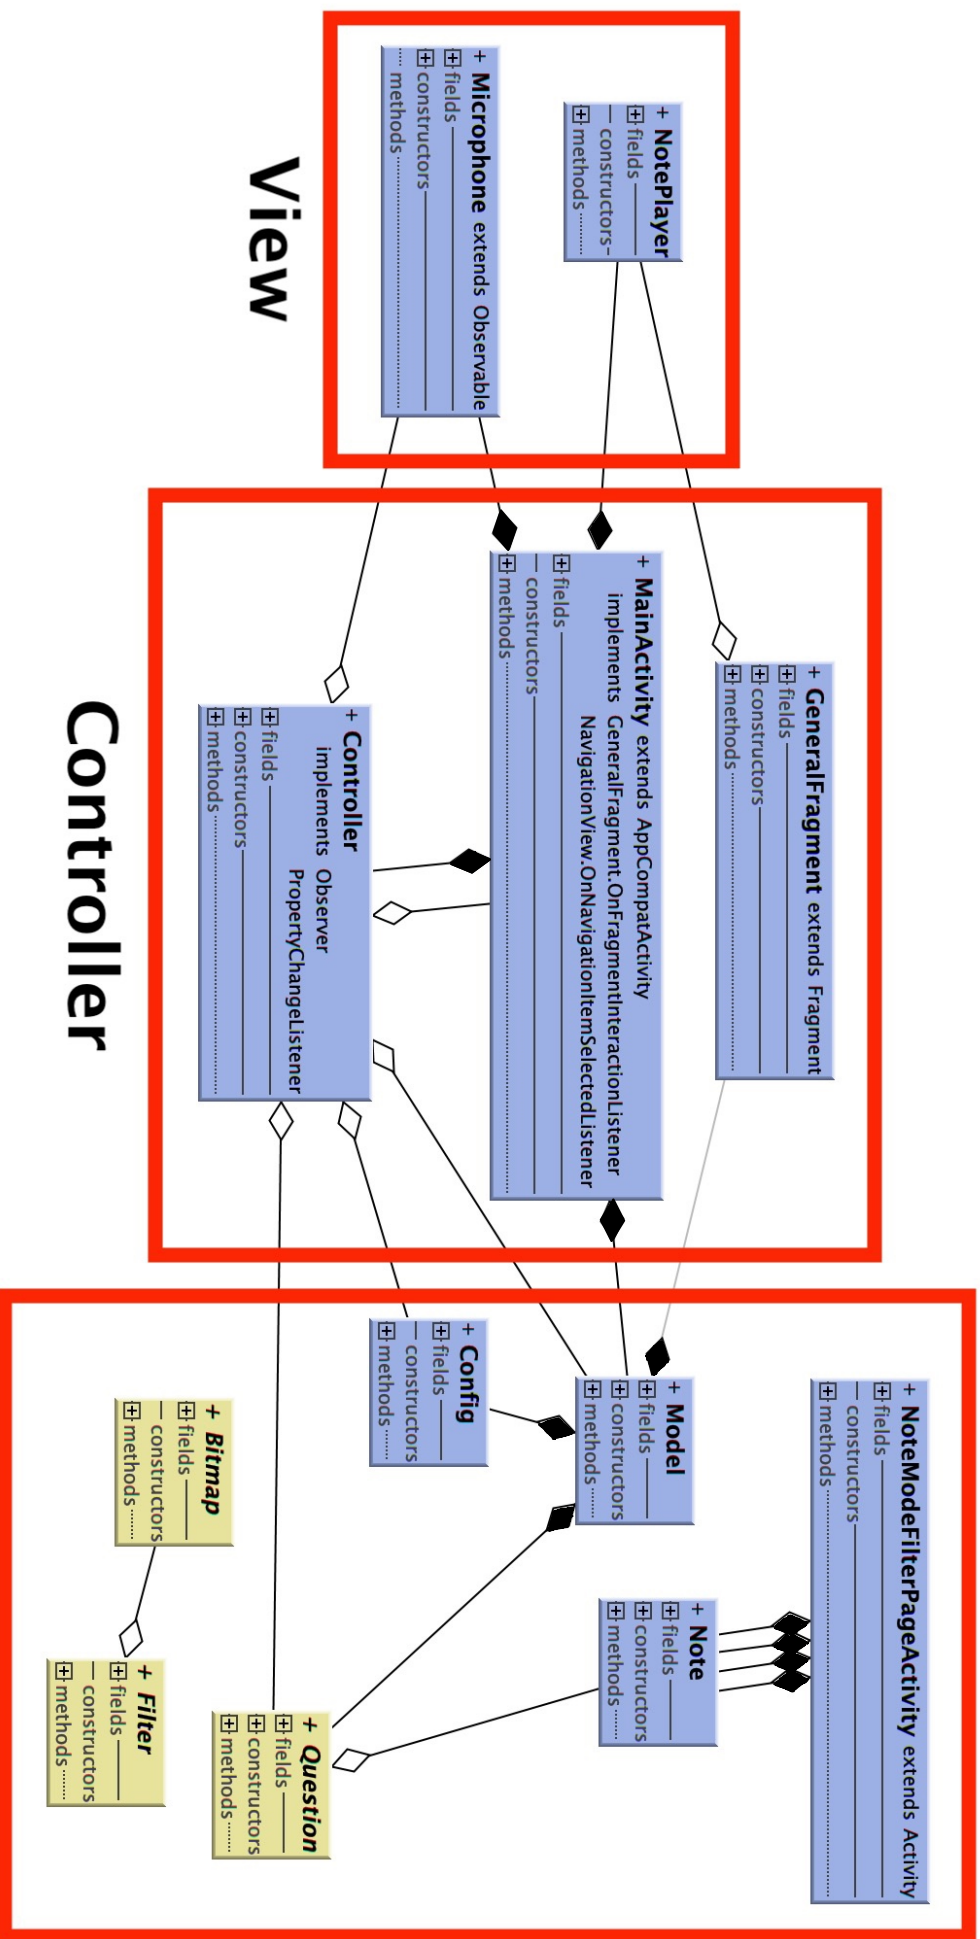 View
+ NotePlayer
fields
constructors
methods
+ Microphone extends Observable
fields
constructors
methods
Controller
+ GeneralFragment extends Fragment
fields
constructors
methods
+ MainActivity extends AppCompatActivity
implements GeneralFragment.OnFragmentInteractionListener
NavigationView.OnNavigationItemSelectedListener
fields
constructors
methods
+ Controller
implements Observer
PropertyChangeListener
fields
constructors
methods
+ NoteModeFilterPageActivity extends Activity
fields
constructors
methods
+ Model
fields
constructors
methods
+ Note
fields
constructors
methods
+ Config
fields
constructors
methods
+ Question
fields
constructors
methods
+ Bitmap
fields
constructors
methods
+ Filter
fields
constructors
methods